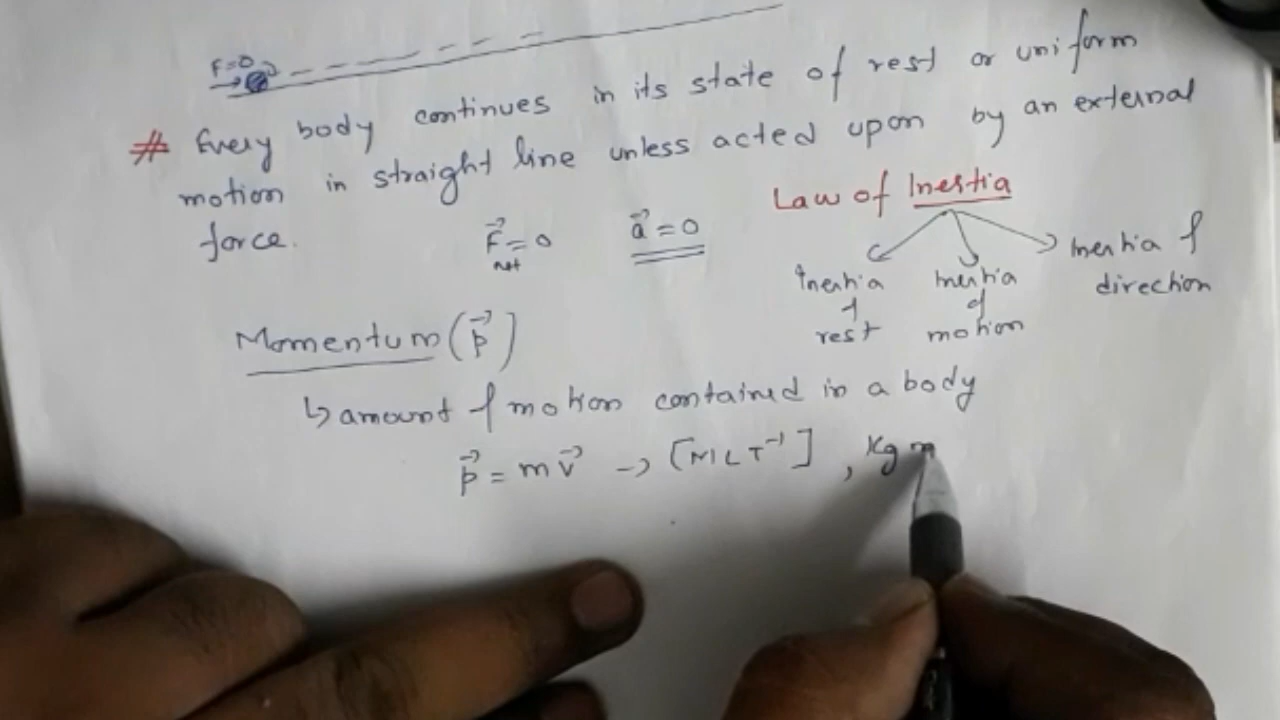 F=0
# Every body continues in its state of rest or uniform
motion in straight line unless acted upon by an external
force.
F⃗net = 0
a⃗ = 0
Law of Inertia
Inertia of rest
Inertia of motion
Inertia of direction
Momentum (p⃗)
↳ amount of motion contained in a body
p⃗ = m v⃗ → [MLT⁻¹], Kg m